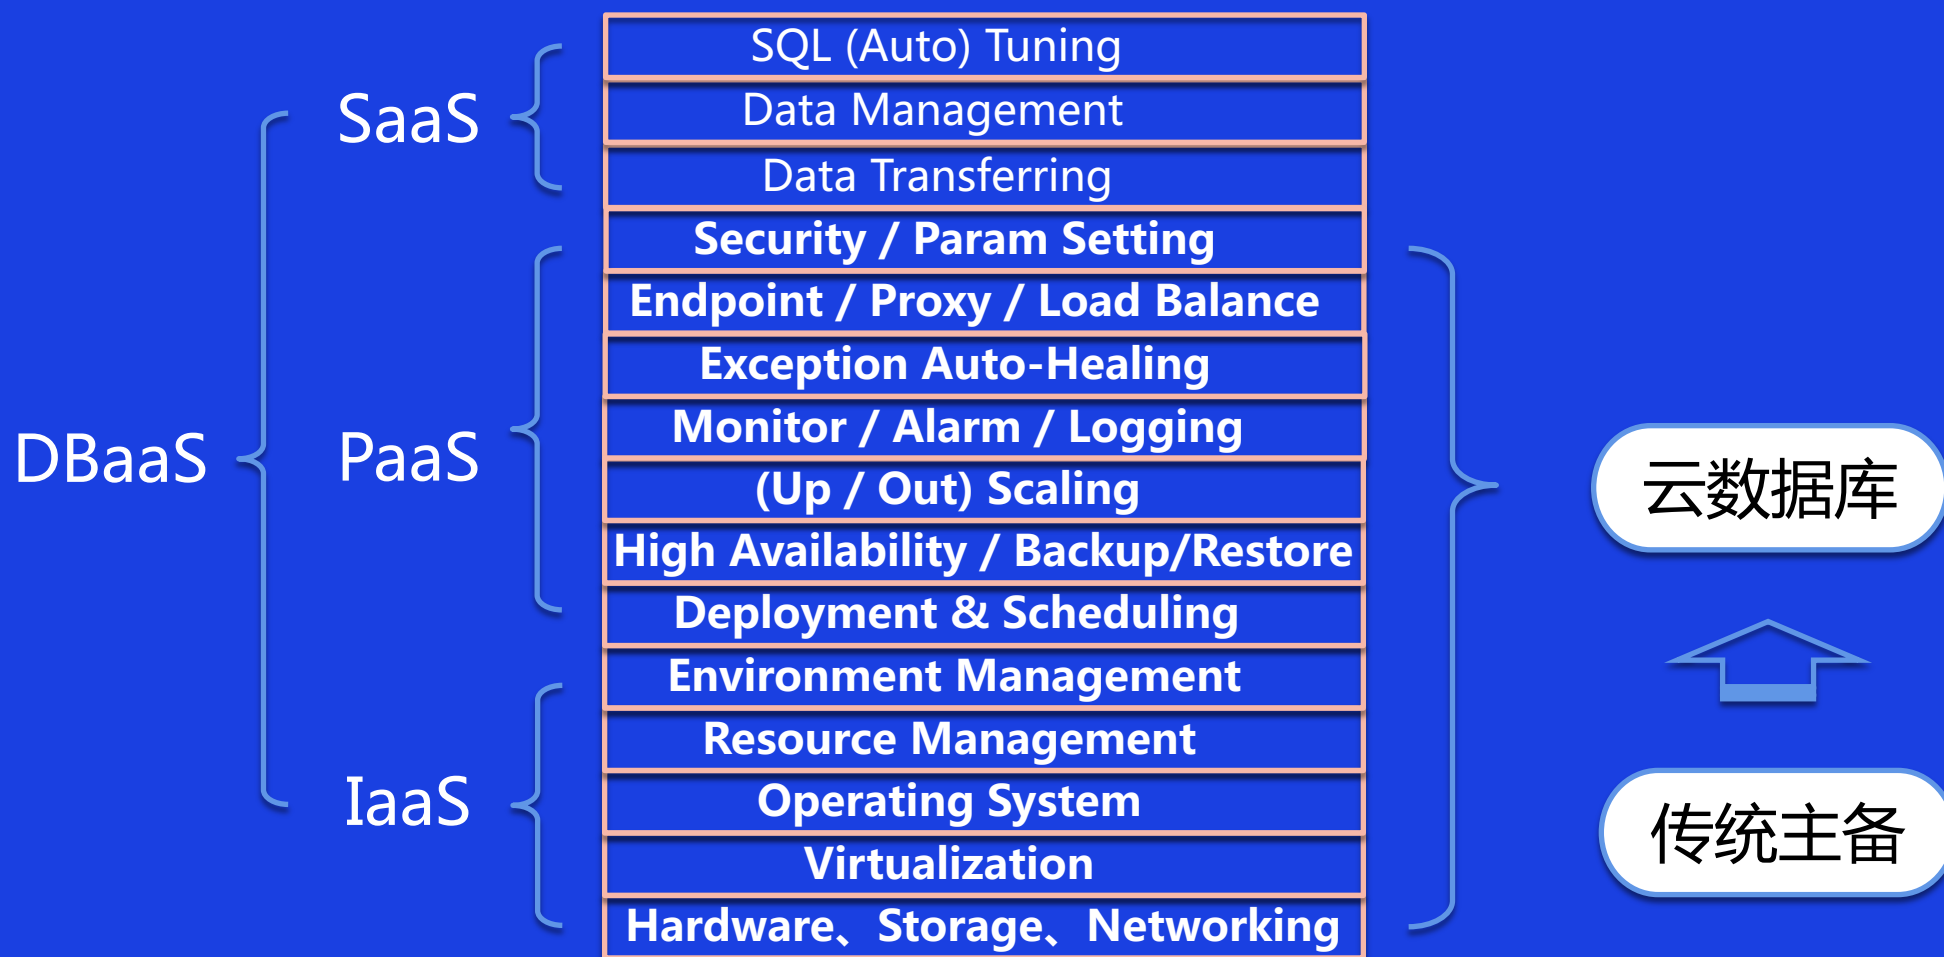 SQL (Auto) Tuning
SaaS
Data Management
Data Transferring
Security / Param Setting
Endpoint / Proxy / Load Balance
Exception Auto-Healing
Monitor / Alarm / Logging
DBaaS
PaaS
(Up / Out) Scaling
云数据库
High Availability / Backup/Restore
Deployment & Scheduling
Environment Management
Resource Management
IaaS
Operating System
传统主备
Virtualization
Hardware、Storage、Networking